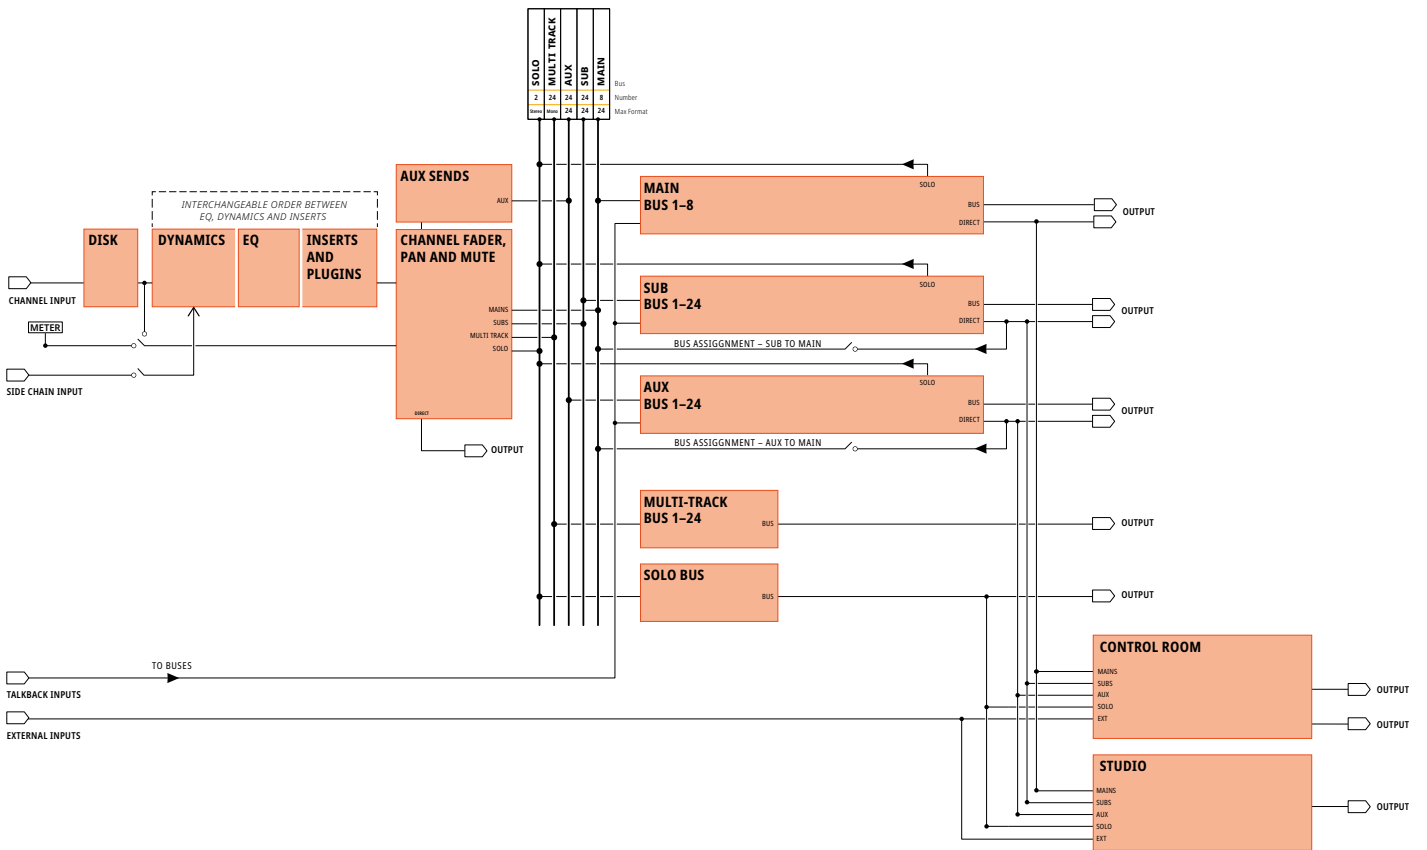 SOLO
MULTI TRACK
AUX
SUB
MAIN
Bus
2 24 24 24 8 Number
Stereo Mono 24 24 24 Max Format
AUX SENDS
AUX
INTERCHANGEABLE ORDER BETWEEN
EQ, DYNAMICS AND INSERTS
DISK
DYNAMICS
EQ
INSERTS
AND
PLUGINS
CHANNEL FADER,
PAN AND MUTE
MAINS
SUBS
MULTI TRACK
SOLO
DIRECT
OUTPUT
CHANNEL INPUT
METER
SIDE CHAIN INPUT
MAIN
BUS 1–8
SOLO
BUS
DIRECT
OUTPUT
SUB
BUS 1–24
SOLO
BUS
DIRECT
OUTPUT
BUS ASSIGGNMENT – SUB TO MAIN
AUX
BUS 1–24
SOLO
BUS
DIRECT
OUTPUT
BUS ASSIGGNMENT – AUX TO MAIN
MULTI-TRACK
BUS 1–24
BUS
OUTPUT
SOLO BUS
BUS
OUTPUT
TO BUSES
TALKBACK INPUTS
EXTERNAL INPUTS
CONTROL ROOM
MAINS
SUBS
AUX
SOLO
EXT
OUTPUT
OUTPUT
STUDIO
MAINS
SUBS
AUX
SOLO
EXT
OUTPUT